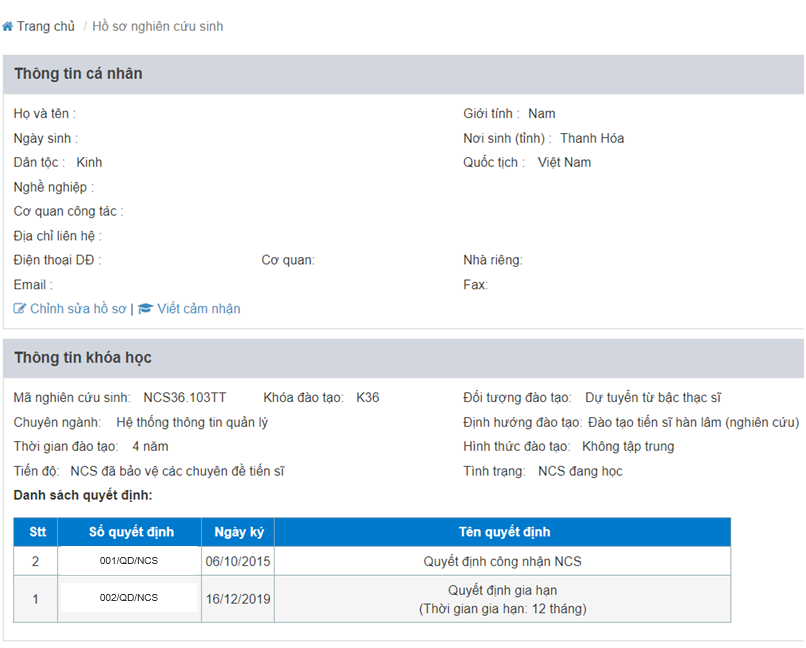 Trang chủ / Hồ sơ nghiên cứu sinh
Thông tin cá nhân
Họ và tên : Giới tính : Nam
Ngày sinh : Nơi sinh (tỉnh) : Thanh Hóa
Dân tộc : Kinh Quốc tịch : Việt Nam
Nghề nghiệp :
Cơ quan công tác :
Địa chỉ liên hệ :
Điện thoại DĐ : Cơ quan: Nhà riêng:
Email : Fax:
Chỉnh sửa hồ sơ | Viết cảm nhận
Thông tin khóa học
Mã nghiên cứu sinh: NCS36.103TT Khóa đào tạo: K36 Đối tượng đào tạo: Dự tuyển từ bậc thạc sĩ
Chuyên ngành: Hệ thống thông tin quản lý Định hướng đào tạo: Đào tạo tiến sĩ hàn lâm (nghiên cứu)
Thời gian đào tạo: 4 năm Hình thức đào tạo: Không tập trung
Tiến độ: NCS đã bảo vệ các chuyên đề tiến sĩ Tình trạng: NCS đang học
Danh sách quyết định:
Stt Số quyết định Ngày ký Tên quyết định
2 001/QD/NCS 06/10/2015 Quyết định công nhận NCS
1 002/QD/NCS 16/12/2019 Quyết định gia hạn
(Thời gian gia hạn: 12 tháng)